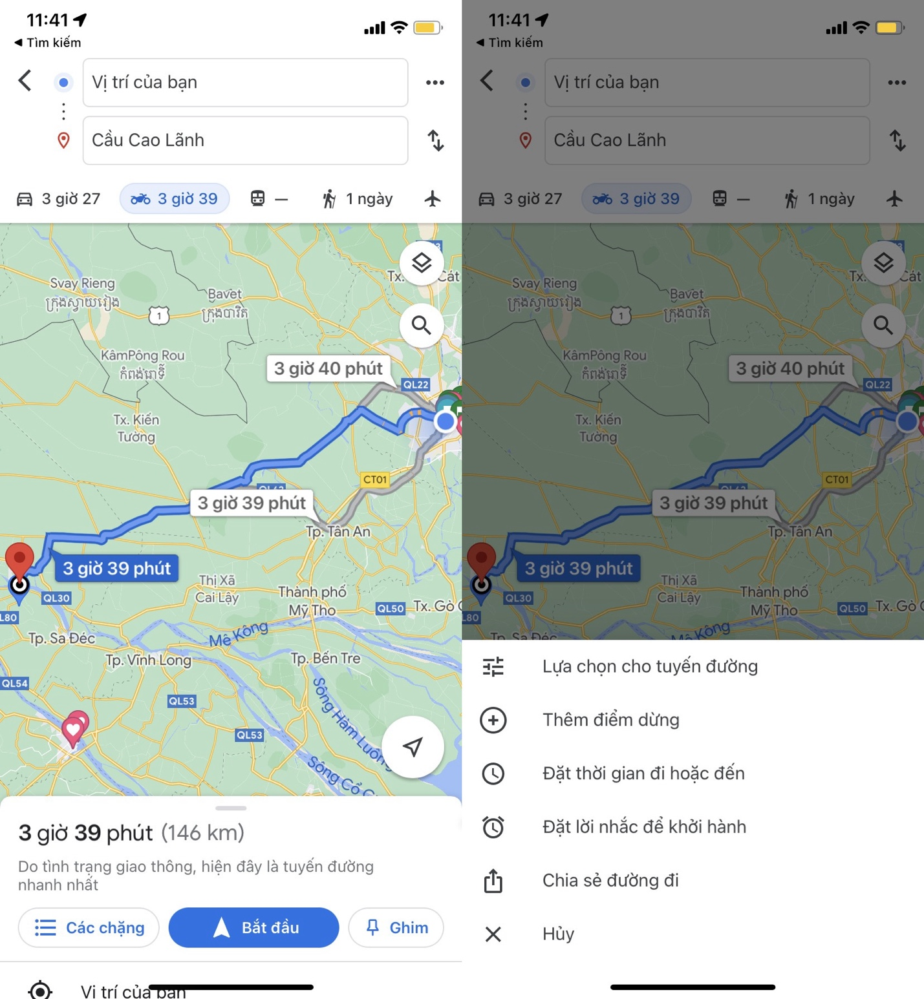 11:41
◀ Tìm kiếm
Vị trí của bạn
Cầu Cao Lãnh
3 giờ 27
3 giờ 39
—
1 ngày
Svay Rieng
ក្រុងស្វាយរៀង
Bavet
ក្រុងបាវិត
Tx.
Cát
1
KâmPông Rou
កំពង់រោទិ៍
3 giờ 40 phút
QL22
Tx. Kiến
Tường
CT01
3 giờ 39 phút
Tp. Tân An
3 giờ 39 phút
Thị Xã
Cai Lậy
QL30
Thành phố
Mỹ Tho
QL50
Tx. Gò C
L80
Tp. Sa Đéc
Mê Kông
Tp. Vĩnh Long
Tp. Bến Tre
QL54
QL53
Sông Hàm Luông
QL53
Sông Cổ C
3 giờ 39 phút (146 km)
Do tình trạng giao thông, hiện đây là tuyến đường
nhanh nhất
Các chặng
Bắt đầu
Ghim
Vị trí của bạn
11:41
◀ Tìm kiếm
Vị trí của bạn
Cầu Cao Lãnh
3 giờ 27
3 giờ 39
—
1 ngày
Svay Rieng
ក្រុងស្វាយរៀង
Bavet
ក្រុងបាវិត
Tx.
Cát
1
KâmPông Rou
កំពង់រោទិ៍
3 giờ 40 phút
QL22
Tx. Kiến
Tường
CT01
3 giờ 39 phút
Tp. Tân An
3 giờ 39 phút
Thị Xã
Cai Lậy
QL30
Thành phố
Mỹ Tho
QL50
Tx. Gò C
L80
Tp. Sa Đéc
Mê Kông
Lựa chọn cho tuyến đường
Thêm điểm dừng
Đặt thời gian đi hoặc đến
Đặt lời nhắc để khởi hành
Chia sẻ đường đi
Hủy